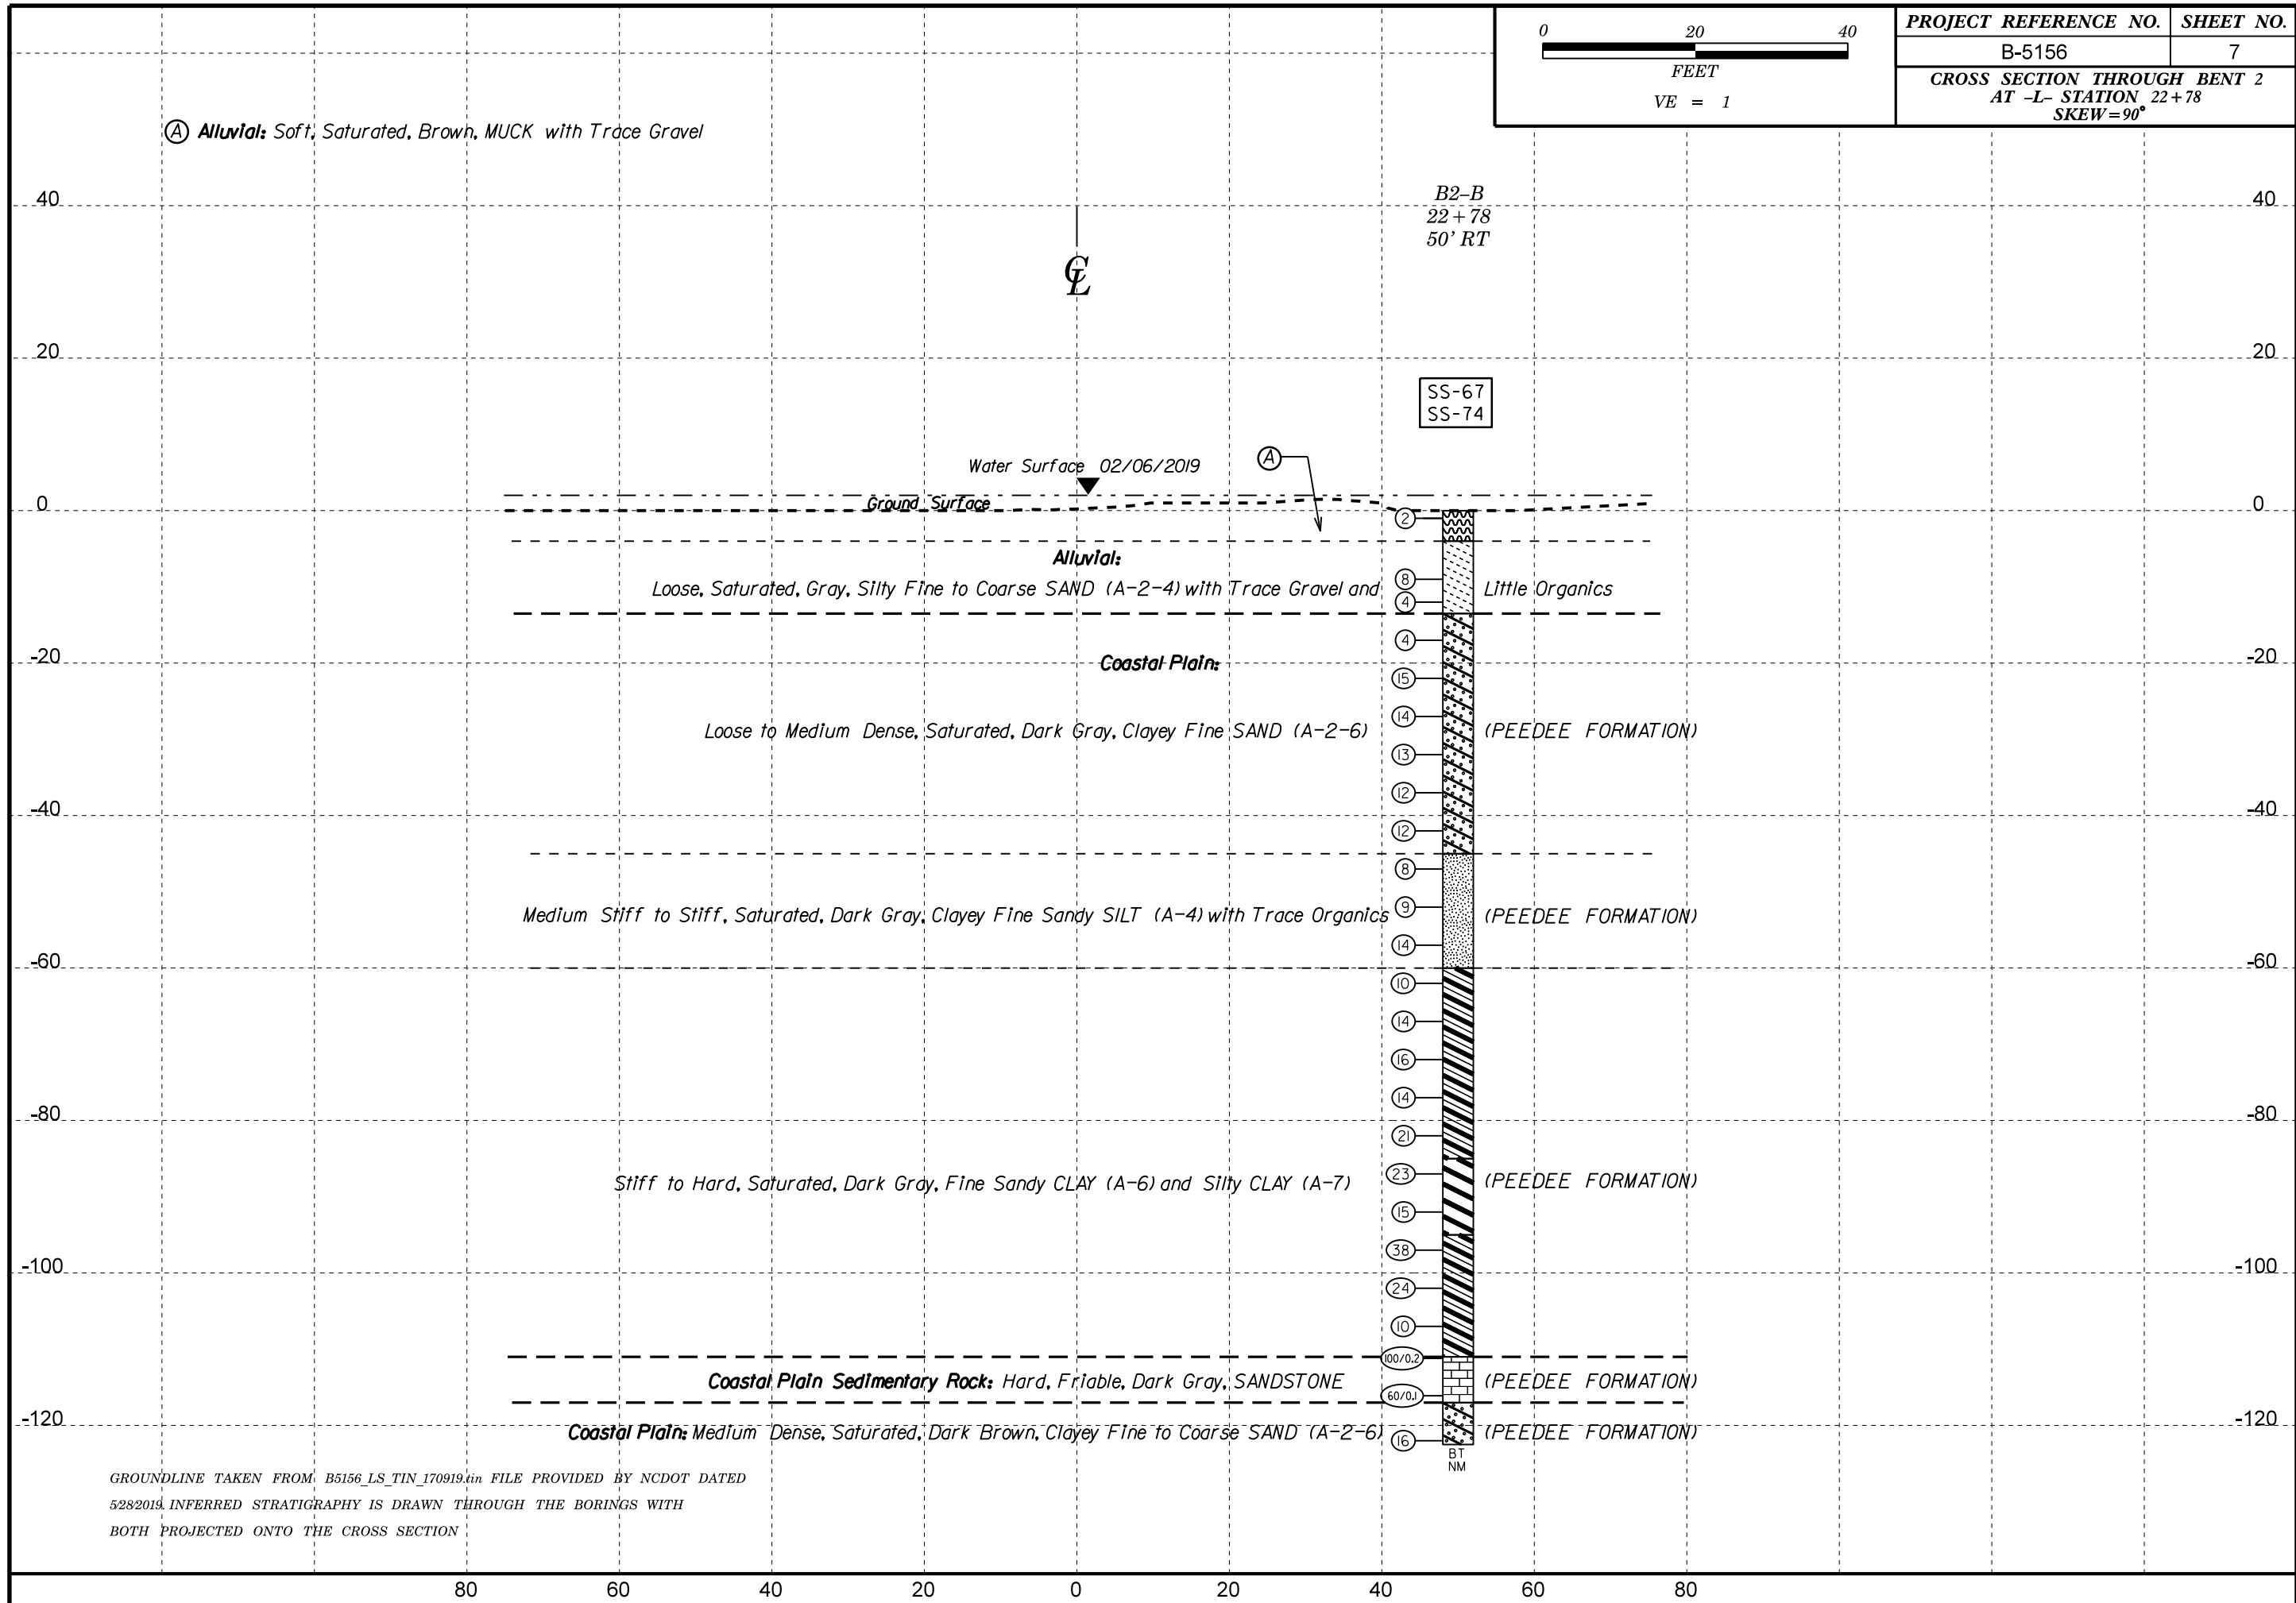 0 20 40
FEET
VE = 1
PROJECT REFERENCE NO. SHEET NO.
B-5156 7
CROSS SECTION THROUGH BENT 2
AT -L- STATION 22+78
SKEW=90°
A Alluvial: Soft, Saturated, Brown, MUCK with Trace Gravel
B2-B
22+78
50' RT
40 40
CL
20 20
SS-67
SS-74
Water Surface 02/06/2019 A
Ground Surface
0 0
2
Alluvial:
8
Loose, Saturated, Gray, Silty Fine to Coarse SAND (A-2-4) with Trace Gravel and Little Organics
4
4
-20 -20
Coastal Plain:
15
14
Loose to Medium Dense, Saturated, Dark Gray, Clayey Fine SAND (A-2-6) (PEEDEE FORMATION)
13
12
-40 -40
12
8
9
Medium Stiff to Stiff, Saturated, Dark Gray, Clayey Fine Sandy SILT (A-4) with Trace Organics (PEEDEE FORMATION)
14
-60 -60
10
14
16
14
-80 -80
21
23
Stiff to Hard, Saturated, Dark Gray, Fine Sandy CLAY (A-6) and Silty CLAY (A-7) (PEEDEE FORMATION)
15
38
-100 -100
24
10
100/0.2
Coastal Plain Sedimentary Rock: Hard, Friable, Dark Gray, SANDSTONE (PEEDEE FORMATION)
60/0.1
-120 -120
Coastal Plain: Medium Dense, Saturated, Dark Brown, Clayey Fine to Coarse SAND (A-2-6) (PEEDEE FORMATION)
16
BT
NM
GROUNDLINE TAKEN FROM B5156_LS_TIN_170919.tin FILE PROVIDED BY NCDOT DATED
5/28/2019. INFERRED STRATIGRAPHY IS DRAWN THROUGH THE BORINGS WITH
BOTH PROJECTED ONTO THE CROSS SECTION
80 60 40 20 0 20 40 60 80